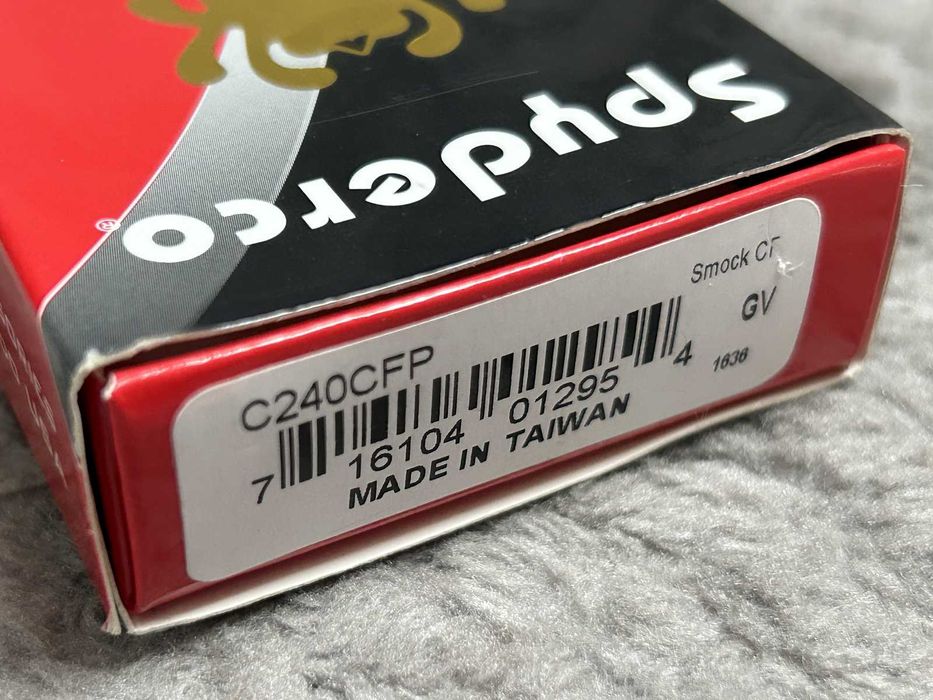 Spyderco®
C240CFP
Smock CF
GV
1636
7 16104 01295 4
MADE IN TAIWAN